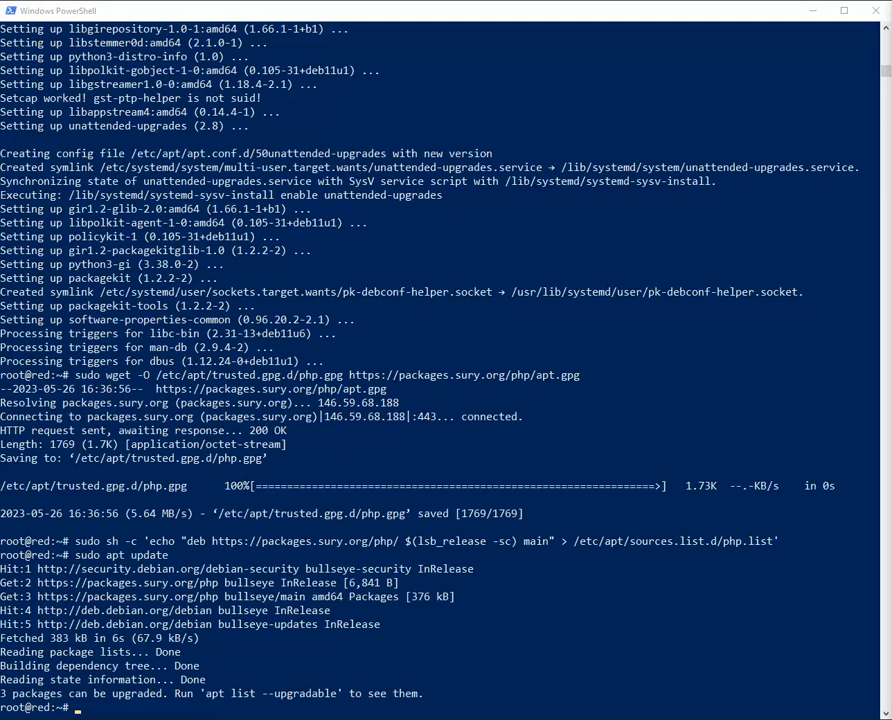 Windows PowerShell
Setting up libgirepository-1.0-1:amd64 (1.66.1-1+b1) ...
Setting up libstemmer0d:amd64 (2.1.0-1) ...
Setting up python3-distro-info (1.0) ...
Setting up libpolkit-gobject-1-0:amd64 (0.105-31+deb11u1) ...
Setting up libgstreamer1.0-0:amd64 (1.18.4-2.1) ...
Setcap worked! gst-ptp-helper is not suid!
Setting up libappstream4:amd64 (0.14.4-1) ...
Setting up unattended-upgrades (2.8) ...
Creating config file /etc/apt/apt.conf.d/50unattended-upgrades with new version
Created symlink /etc/systemd/system/multi-user.target.wants/unattended-upgrades.service → /lib/systemd/system/unattended-upgrades.service.
Synchronizing state of unattended-upgrades.service with SysV service script with /lib/systemd/systemd-sysv-install.
Executing: /lib/systemd/systemd-sysv-install enable unattended-upgrades
Setting up gir1.2-glib-2.0:amd64 (1.66.1-1+b1) ...
Setting up libpolkit-agent-1-0:amd64 (0.105-31+deb11u1) ...
Setting up policykit-1 (0.105-31+deb11u1) ...
Setting up gir1.2-packagekitglib-1.0 (1.2.2-2) ...
Setting up python3-gi (3.38.0-2) ...
Setting up packagekit (1.2.2-2) ...
Created symlink /etc/systemd/user/sockets.target.wants/pk-debconf-helper.socket → /usr/lib/systemd/user/pk-debconf-helper.socket.
Setting up packagekit-tools (1.2.2-2) ...
Setting up software-properties-common (0.96.20.2-2.1) ...
Processing triggers for libc-bin (2.31-13+deb11u6) ...
Processing triggers for man-db (2.9.4-2) ...
Processing triggers for dbus (1.12.24-0+deb11u1) ...
root@red:~# sudo wget -O /etc/apt/trusted.gpg.d/php.gpg https://packages.sury.org/php/apt.gpg
--2023-05-26 16:36:56-- https://packages.sury.org/php/apt.gpg
Resolving packages.sury.org (packages.sury.org)... 146.59.68.188
Connecting to packages.sury.org (packages.sury.org)|146.59.68.188|:443... connected.
HTTP request sent, awaiting response... 200 OK
Length: 1769 (1.7K) [application/octet-stream]
Saving to: ‘/etc/apt/trusted.gpg.d/php.gpg’
/etc/apt/trusted.gpg.d/php.gpg 100%[================================================================>] 1.73K --.-KB/s in 0s
2023-05-26 16:36:56 (5.64 MB/s) - ‘/etc/apt/trusted.gpg.d/php.gpg’ saved [1769/1769]
root@red:~# sudo sh -c 'echo "deb https://packages.sury.org/php/ $(lsb_release -sc) main" > /etc/apt/sources.list.d/php.list'
root@red:~# sudo apt update
Hit:1 http://security.debian.org/debian-security bullseye-security InRelease
Get:2 https://packages.sury.org/php bullseye InRelease [6,841 B]
Get:3 https://packages.sury.org/php bullseye/main amd64 Packages [376 kB]
Hit:4 http://deb.debian.org/debian bullseye InRelease
Hit:5 http://deb.debian.org/debian bullseye-updates InRelease
Fetched 383 kB in 6s (67.9 kB/s)
Reading package lists... Done
Building dependency tree... Done
Reading state information... Done
3 packages can be upgraded. Run 'apt list --upgradable' to see them.
root@red:~#